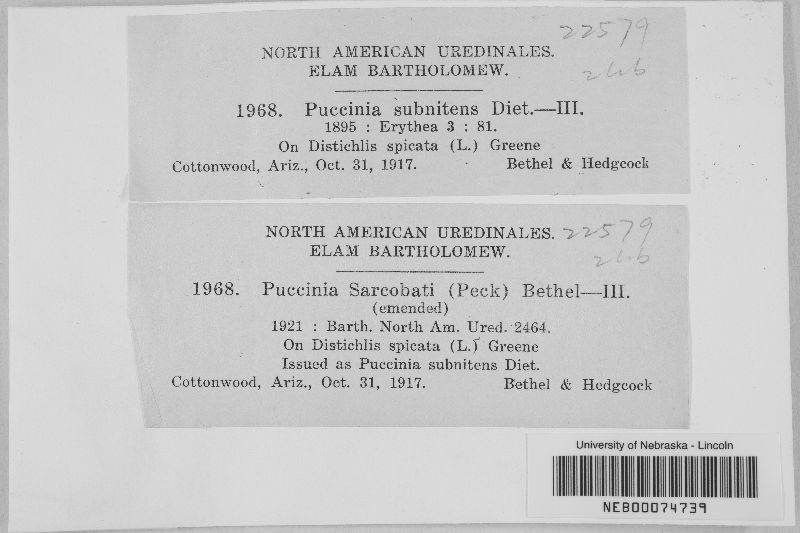 22579
NORTH AMERICAN UREDINALES.
ELAM BARTHOLOMEW.
1968. Puccinia subnitens Diet.—III.
1895 : Erythea 3 : 81.
On Distichlis spicata (L.) Greene
Cottonwood, Ariz., Oct. 31, 1917. Bethel & Hedgcock
NORTH AMERICAN UREDINALES. 22579
ELAM BARTHOLOMEW.
1968. Puccinia Sarcobati (Peck) Bethel—III.
(emended)
1921 : Barth. North Am. Ured. 2464.
On Distichlis spicata (L.) Greene
Issued as Puccinia subnitens Diet.
Cottonwood, Ariz., Oct. 31, 1917. Bethel & Hedgcock
University of Nebraska - Lincoln
NEB00074739